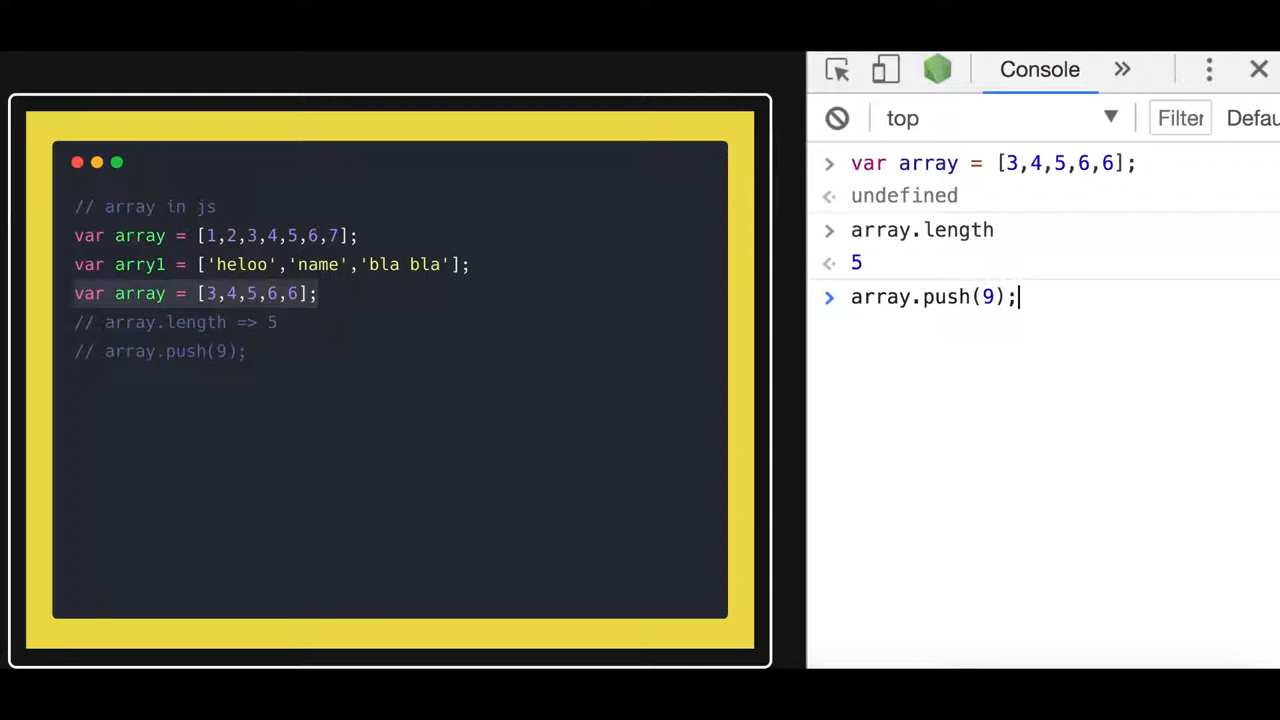 // array in js
var array = [1,2,3,4,5,6,7];
var arry1 = ['heloo','name','bla bla'];
var array = [3,4,5,6,6];
// array.length => 5
// array.push(9);
Console
top
Filter
Defau
var array = [3,4,5,6,6];
undefined
array.length
5
array.push(9);